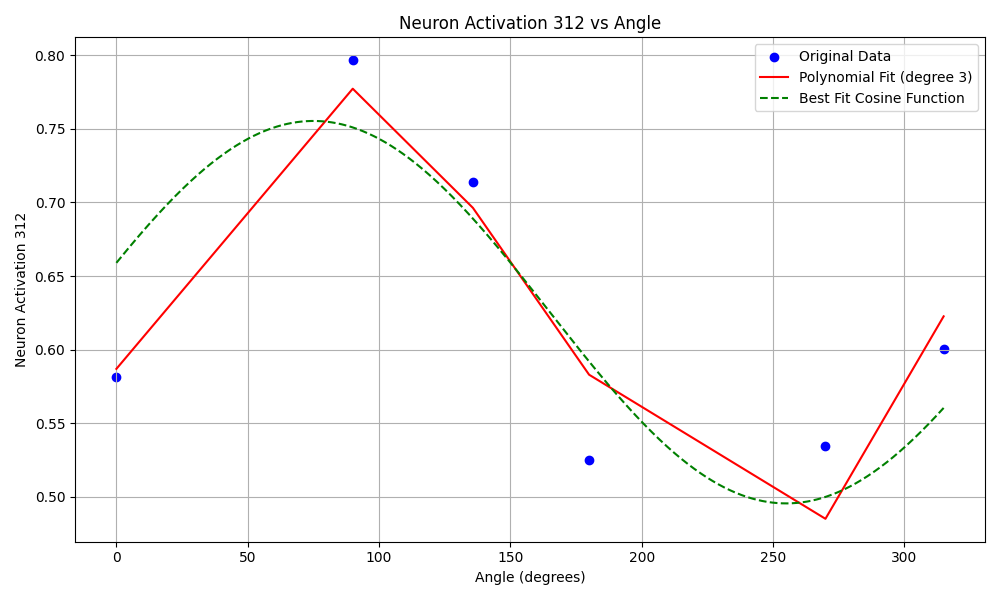 Neuron Activation 312 vs Angle
Original Data
Polynomial Fit (degree 3)
Best Fit Cosine Function
Neuron Activation 312
0.80
0.75
0.70
0.65
0.60
0.55
0.50
0
50
100
150
200
250
300
Angle (degrees)